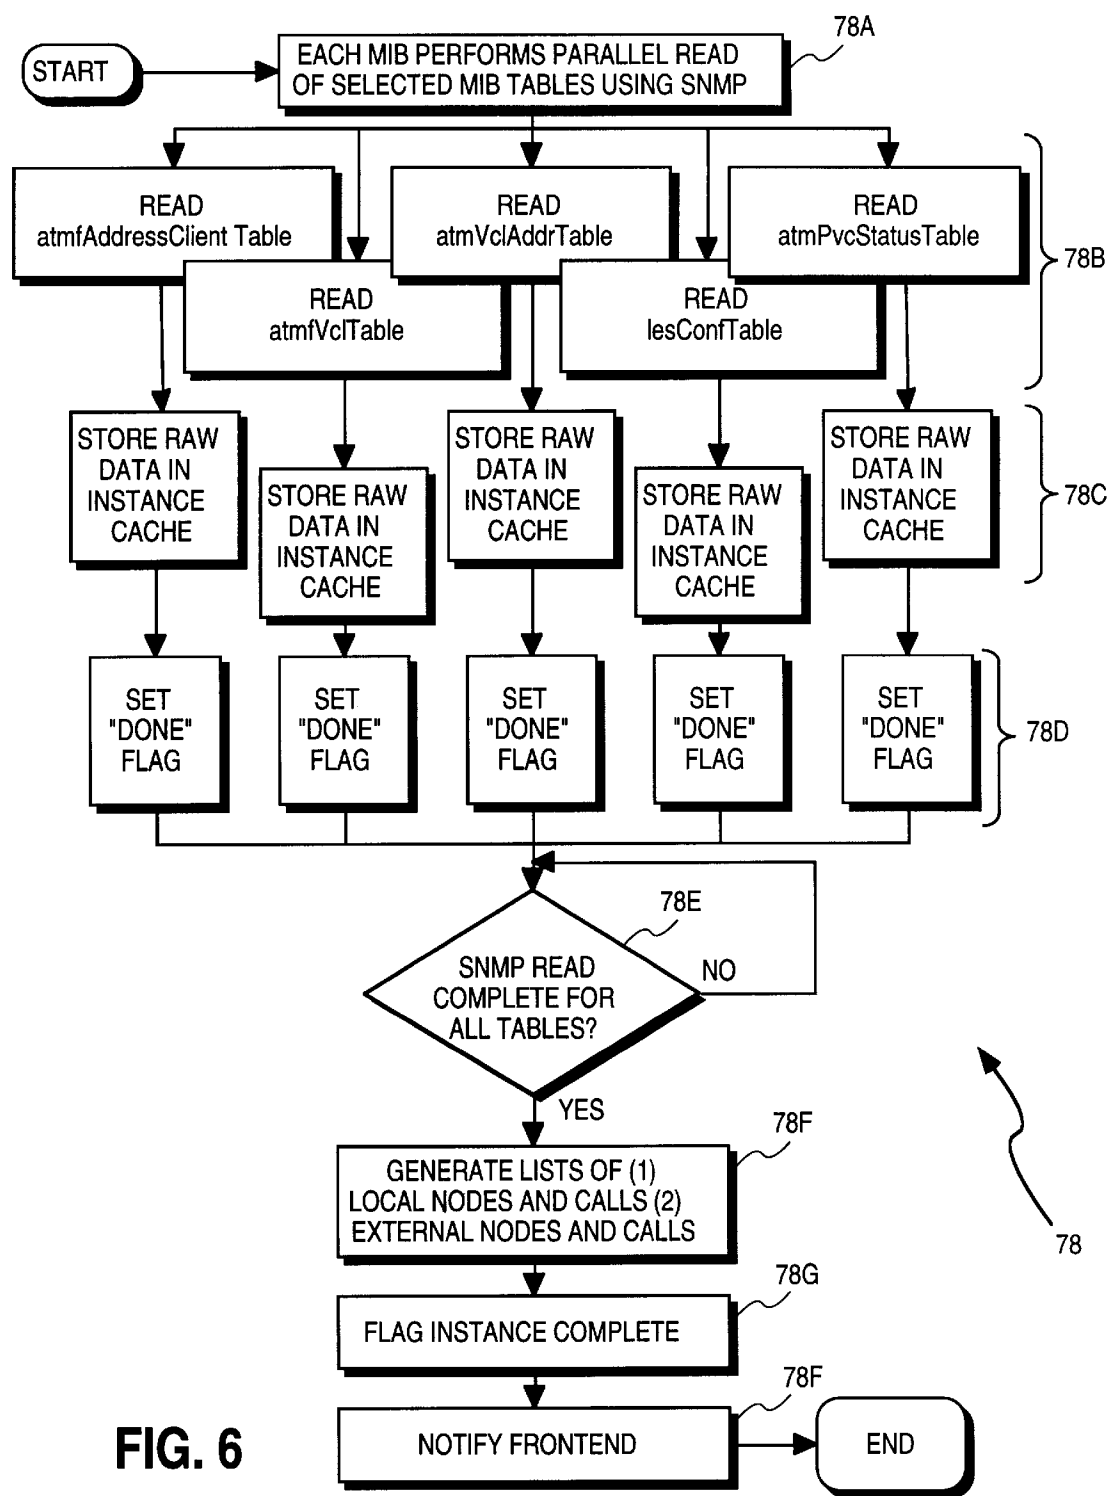 78A
START
EACH MIB PERFORMS PARALLEL READ
OF SELECTED MIB TABLES USING SNMP
READ
atmfAddressClient Table
READ
atmVclAddrTable
READ
atmPvcStatusTable
78B
READ
atmfVclTable
READ
lesConfTable
STORE RAW
DATA IN
INSTANCE
CACHE
STORE RAW
DATA IN
INSTANCE
CACHE
STORE RAW
DATA IN
INSTANCE
CACHE
STORE RAW
DATA IN
INSTANCE
CACHE
STORE RAW
DATA IN
INSTANCE
CACHE
78C
SET
"DONE"
FLAG
SET
"DONE"
FLAG
SET
"DONE"
FLAG
SET
"DONE"
FLAG
SET
"DONE"
FLAG
78D
78E
SNMP READ
COMPLETE FOR
ALL TABLES?
NO
YES
78F
GENERATE LISTS OF (1)
LOCAL NODES AND CALLS (2)
EXTERNAL NODES AND CALLS
78
78G
FLAG INSTANCE COMPLETE
78F
NOTIFY FRONTEND
END
FIG. 6